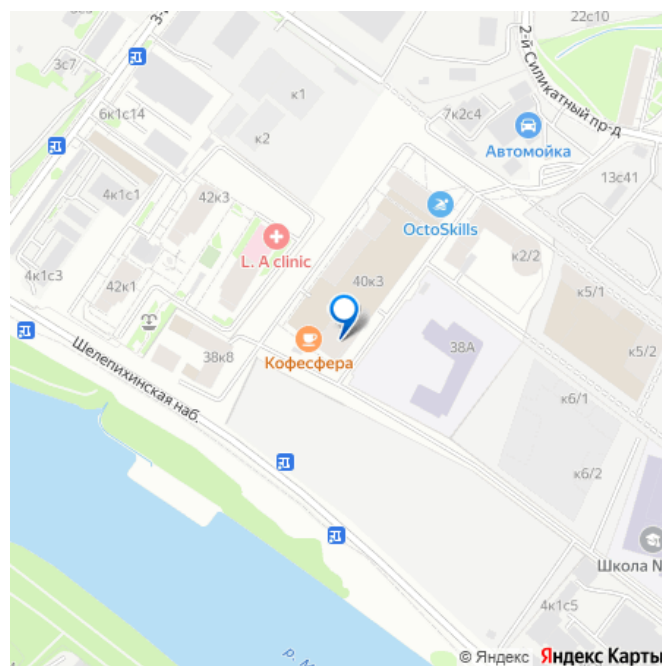 22с10
3-
3с7
2-й Силикатный пр-д
к1
6к1с14
7к2с4
к2
Автомойка
13с41
4к1с1
42к3
OctoSkills
L. A clinic
к2/2
4к1с3
42к1
40к3
к5/1
38к8
Кофесфера
38А
к5/2
Шелепихинская наб.
к6/1
к6/2
Школа №
4к1с5
р. М
© Яндекс Яндекс Карты